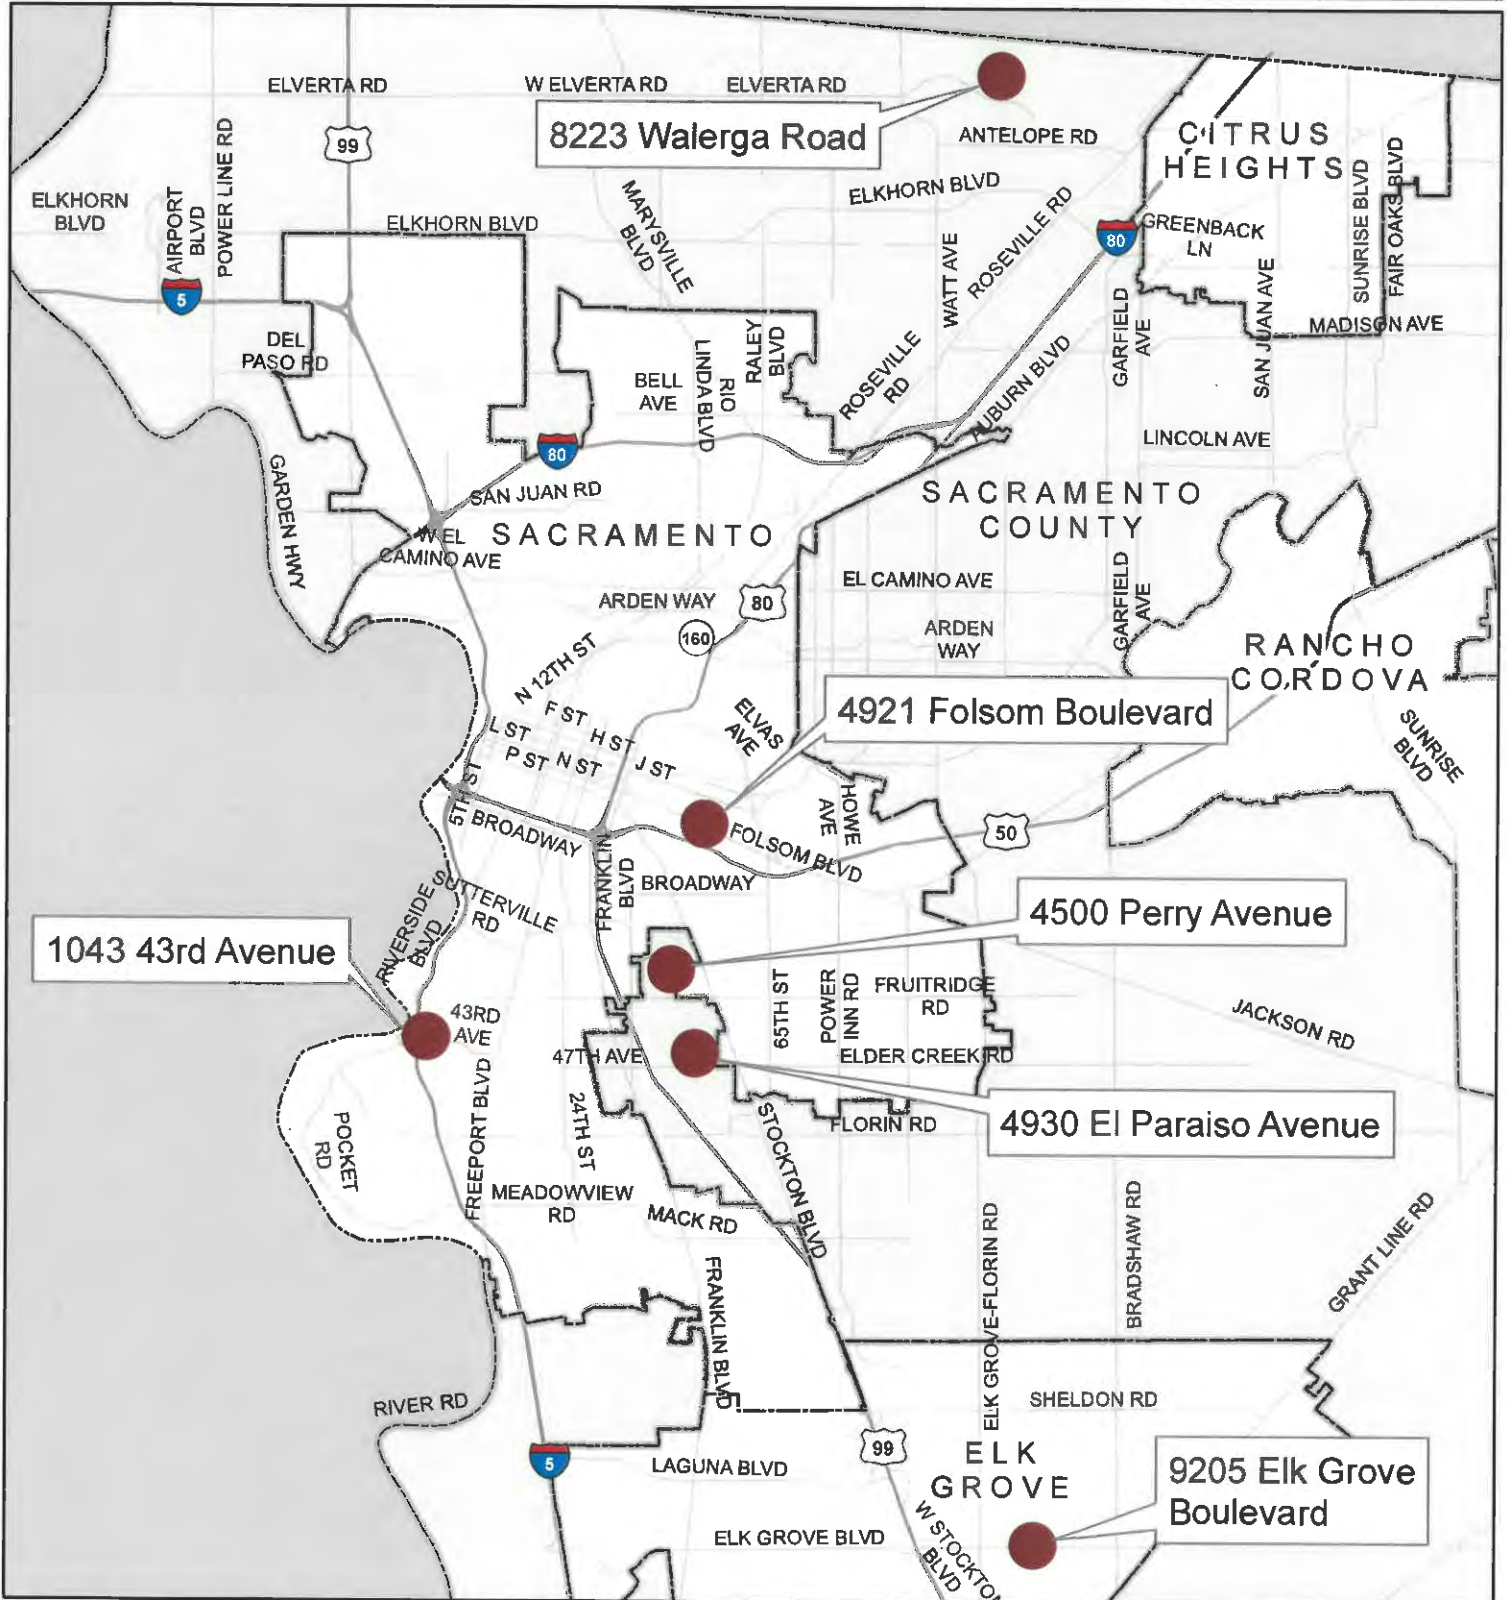 ELVERTA RD
W ELVERTA RD
ELVERTA RD
99
8223 Walerga Road
ANTELOPE RD
CITRUS
HEIGHTS
POWER LINE RD
AIRPORT
BLVD
ELKHORN
BLVD
ELKHORN BLVD
MARYSVILLE
BLVD
ELKHORN BLVD
ROSEVILLE RD
WATT AVE
80
GREENBACK
LN
SUNRISE BLVD
FAIR OAKS BLVD
5
DEL
PASO RD
BELL
AVE
RIO
LINDA BLVD
RALEY
BLVD
ROSEVILLE
RD
AUBURN BLVD
GARFIELD
AVE
SAN JUAN AVE
MADISON AVE
LINCOLN AVE
80
GARDEN HWY
SAN JUAN RD
W EL
CAMINO AVE
SACRAMENTO
SACRAMENTO
COUNTY
EL CAMINO AVE
GARFIELD
AVE
ARDEN WAY
80
160
ARDEN
WAY
RANCHO
CORDOVA
N 12TH ST
F ST
L ST
H ST
P ST
N ST
J ST
ELVAS
AVE
4921 Folsom Boulevard
SUNRISE
BLVD
5TH ST
BROADWAY
FOLSOM BLVD
HOWE
AVE
50
FRANKLIN
BLVD
BROADWAY
SUTTERVILLE
RD
RIVERSIDE
BLVD
1043 43rd Avenue
4500 Perry Avenue
43RD
AVE
65TH ST
POWER
INN RD
FRUITRIDGE
RD
JACKSON RD
47TH AVE
ELDER CREEK RD
4930 El Paraiso Avenue
FLORIN RD
POCKET
RD
FREEPORT BLVD
24TH ST
STOCKTON BLVD
MEADOWVIEW
RD
MACK RD
FRANKLIN BLVD
ELK GROVE-FLORIN RD
BRADSHAW RD
GRANT LINE RD
RIVER RD
SHELDON RD
5
LAGUNA BLVD
99
ELK
GROVE
9205 Elk Grove
Boulevard
ELK GROVE BLVD
W STOCKTON
BLVD